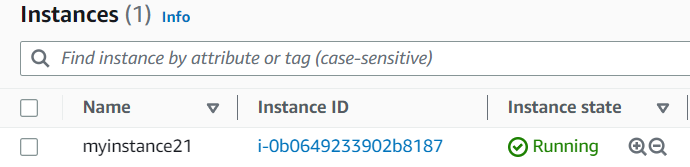 Instances (1) Info
Find instance by attribute or tag (case-sensitive)
Name Instance ID Instance state
myinstance21 i-0b0649233902b8187 Running